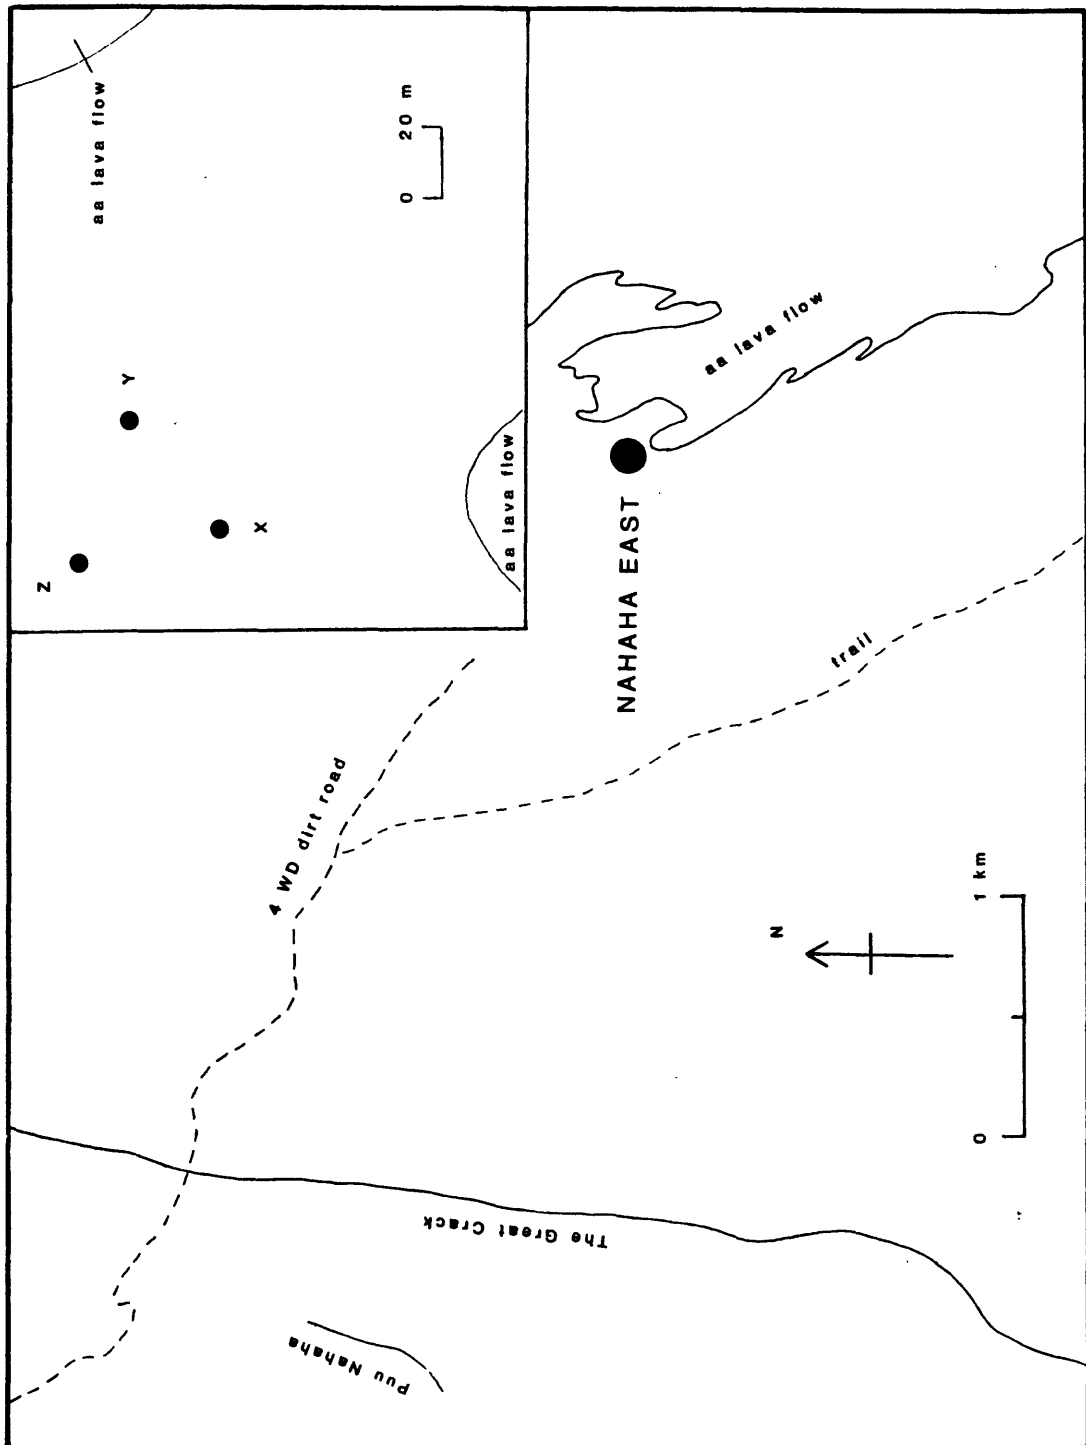 aa lava flow
0 20 m
Z
Y
X
aa lava flow
aa lava flow
NAHAHA EAST
4 WD dirt road
trail
N
0 1 km
The Great Crack
Puu Nahaha